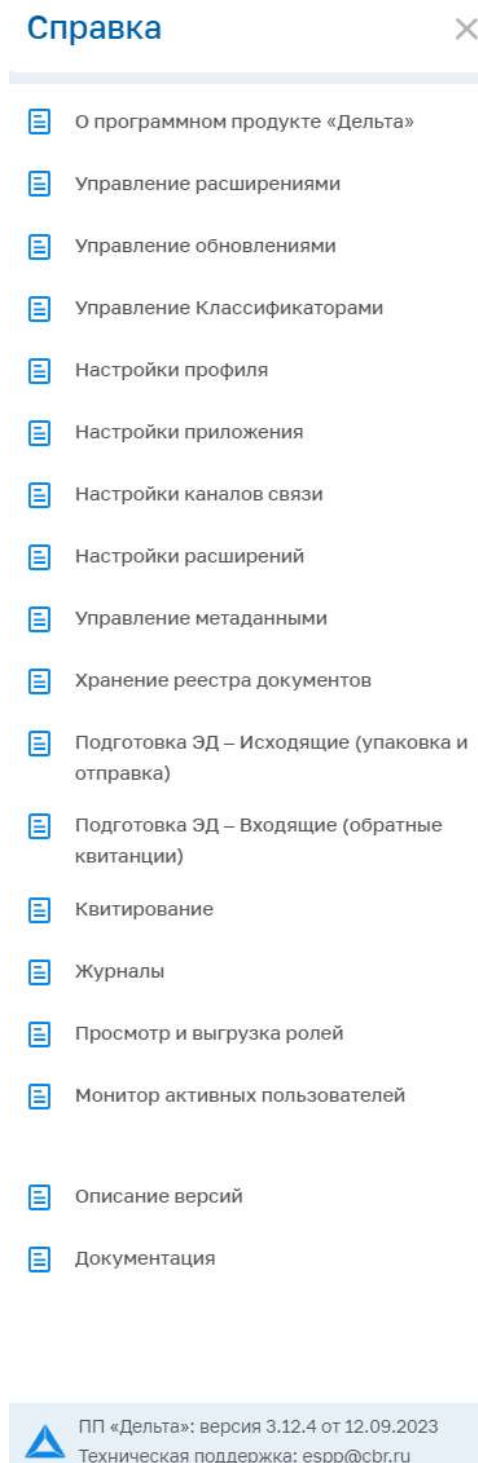 Справка
О программном продукте «Дельта»
Управление расширениями
Управление обновлениями
Управление Классификаторами
Настройки профиля
Настройки приложения
Настройки каналов связи
Настройки расширений
Управление метаданными
Хранение реестра документов
Подготовка ЭД – Исходящие (упаковка и
отправка)
Подготовка ЭД – Входящие (обратные
квитанции)
Квитирование
Журналы
Просмотр и выгрузка ролей
Монитор активных пользователей
Описание версий
Документация
ПП «Дельта»: версия 3.12.4 от 12.09.2023
Техническая поддержка: espp@cbr.ru